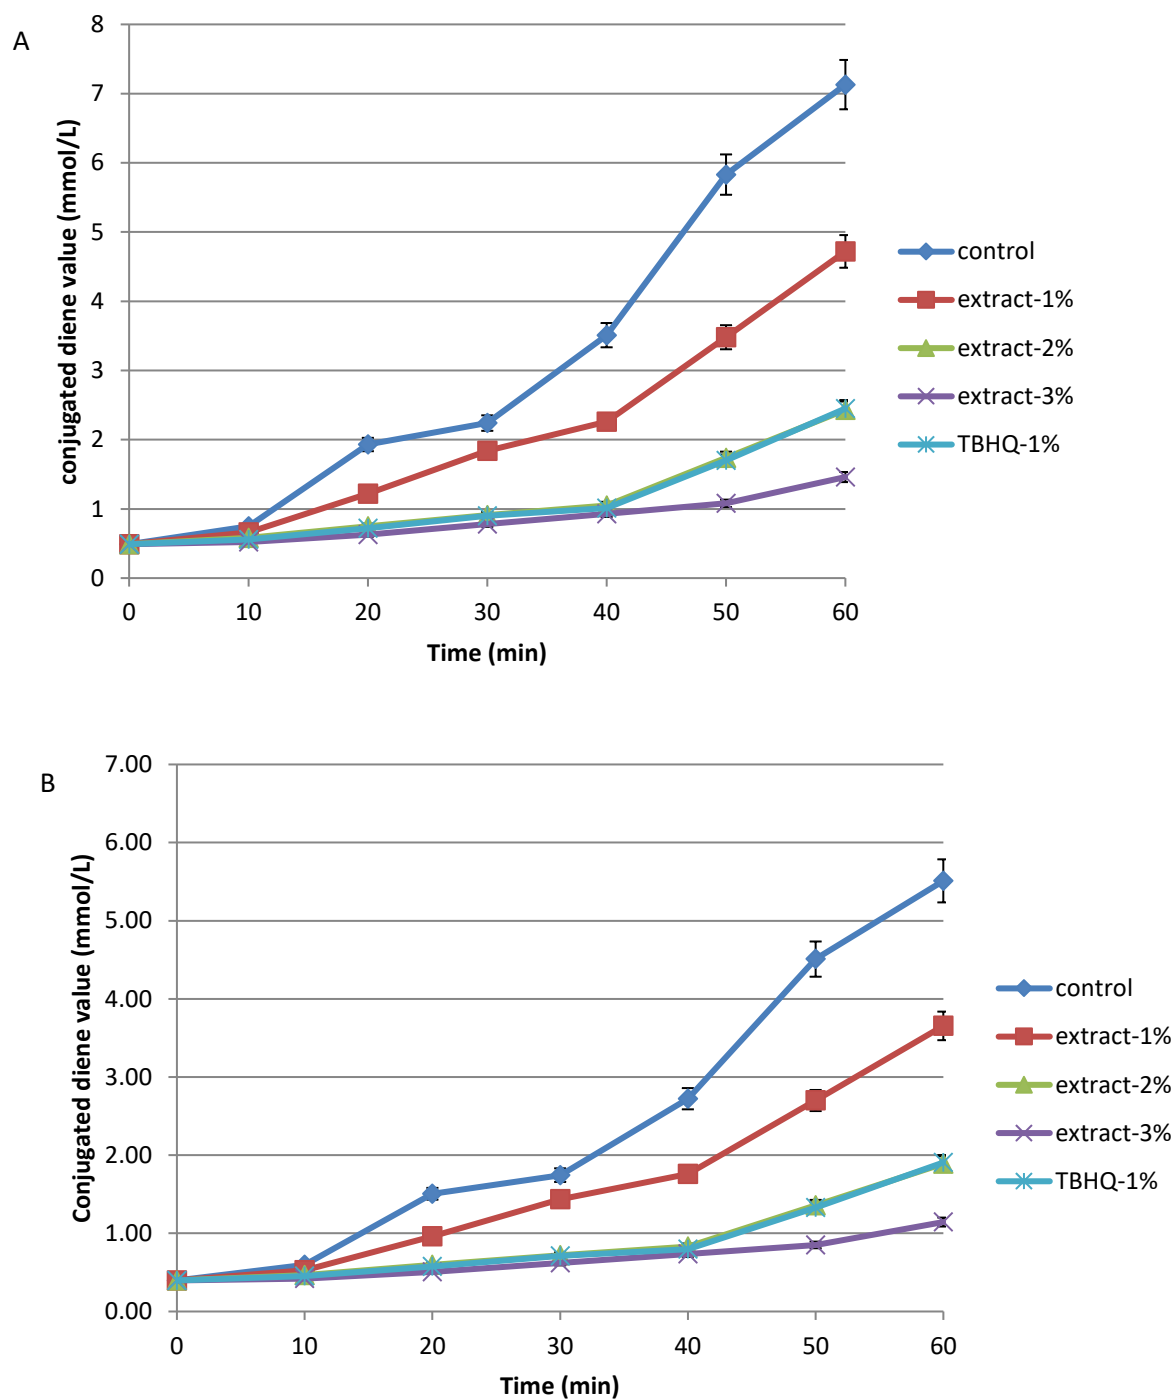 A
8
7
6
5
4
3
2
1
0
conjugated diene value (mmol/L)
0 10 20 30 40 50 60
Time (min)
control
extract-1%
extract-2%
extract-3%
TBHQ-1%
B
7.00
6.00
5.00
4.00
3.00
2.00
1.00
0.00
Conjugated diene value (mmol/L)
0 10 20 30 40 50 60
Time (min)
control
extract-1%
extract-2%
extract-3%
TBHQ-1%